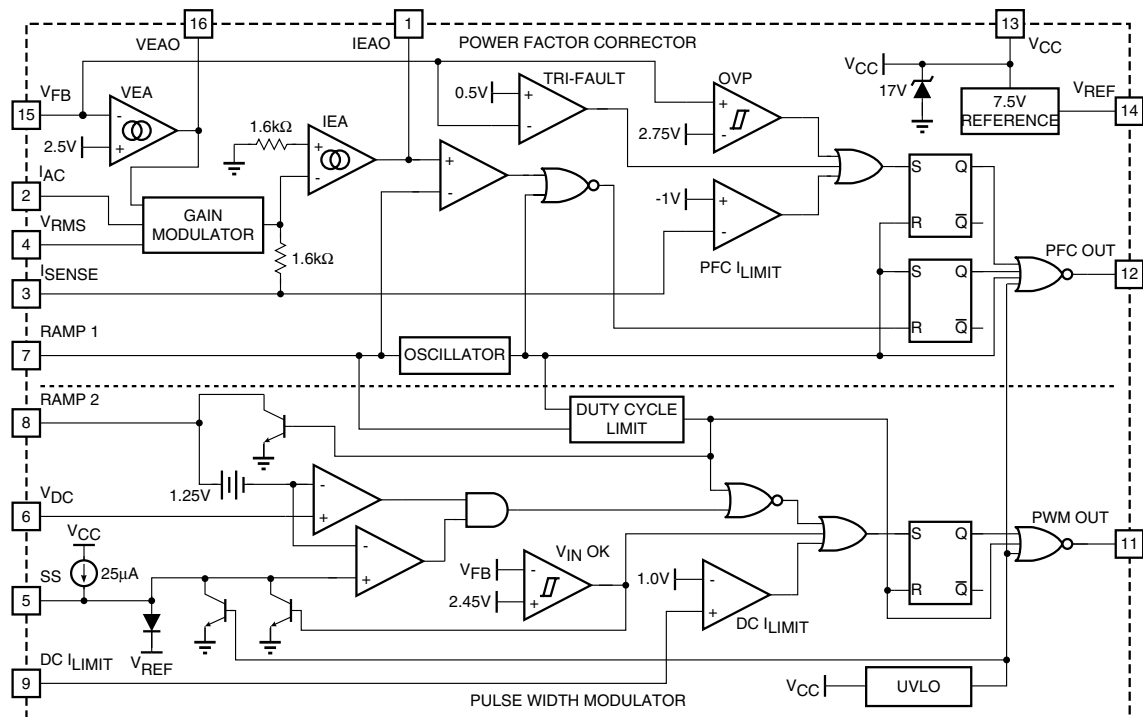 16
VEAO
1
IEAO
POWER FACTOR CORRECTOR
13
VCC
VCC
17V
7.5V
REFERENCE
VREF
14
VFB
15
VEA
-
+
2.5V
1.6kΩ
IEA
+
-
+
-
0.5V
TRI-FAULT
+
-
OVP
+
-
2.75V
IAC
2
VRMS
4
GAIN
MODULATOR
1.6kΩ
ISENSE
3
-1V
+
-
PFC ILIMIT
S
Q
R
Q
S
Q
R
Q
PFC OUT
12
RAMP 1
7
OSCILLATOR
RAMP 2
8
DUTY CYCLE
LIMIT
1.25V
-
+
VDC
6
VCC
25µA
-
+
SS
5
VREF
VIN OK
VFB
-
2.45V
+
1.0V
-
+
DC ILIMIT
S
Q
R
Q
PWM OUT
11
DC ILIMIT
9
PULSE WIDTH MODULATOR
VCC
UVLO